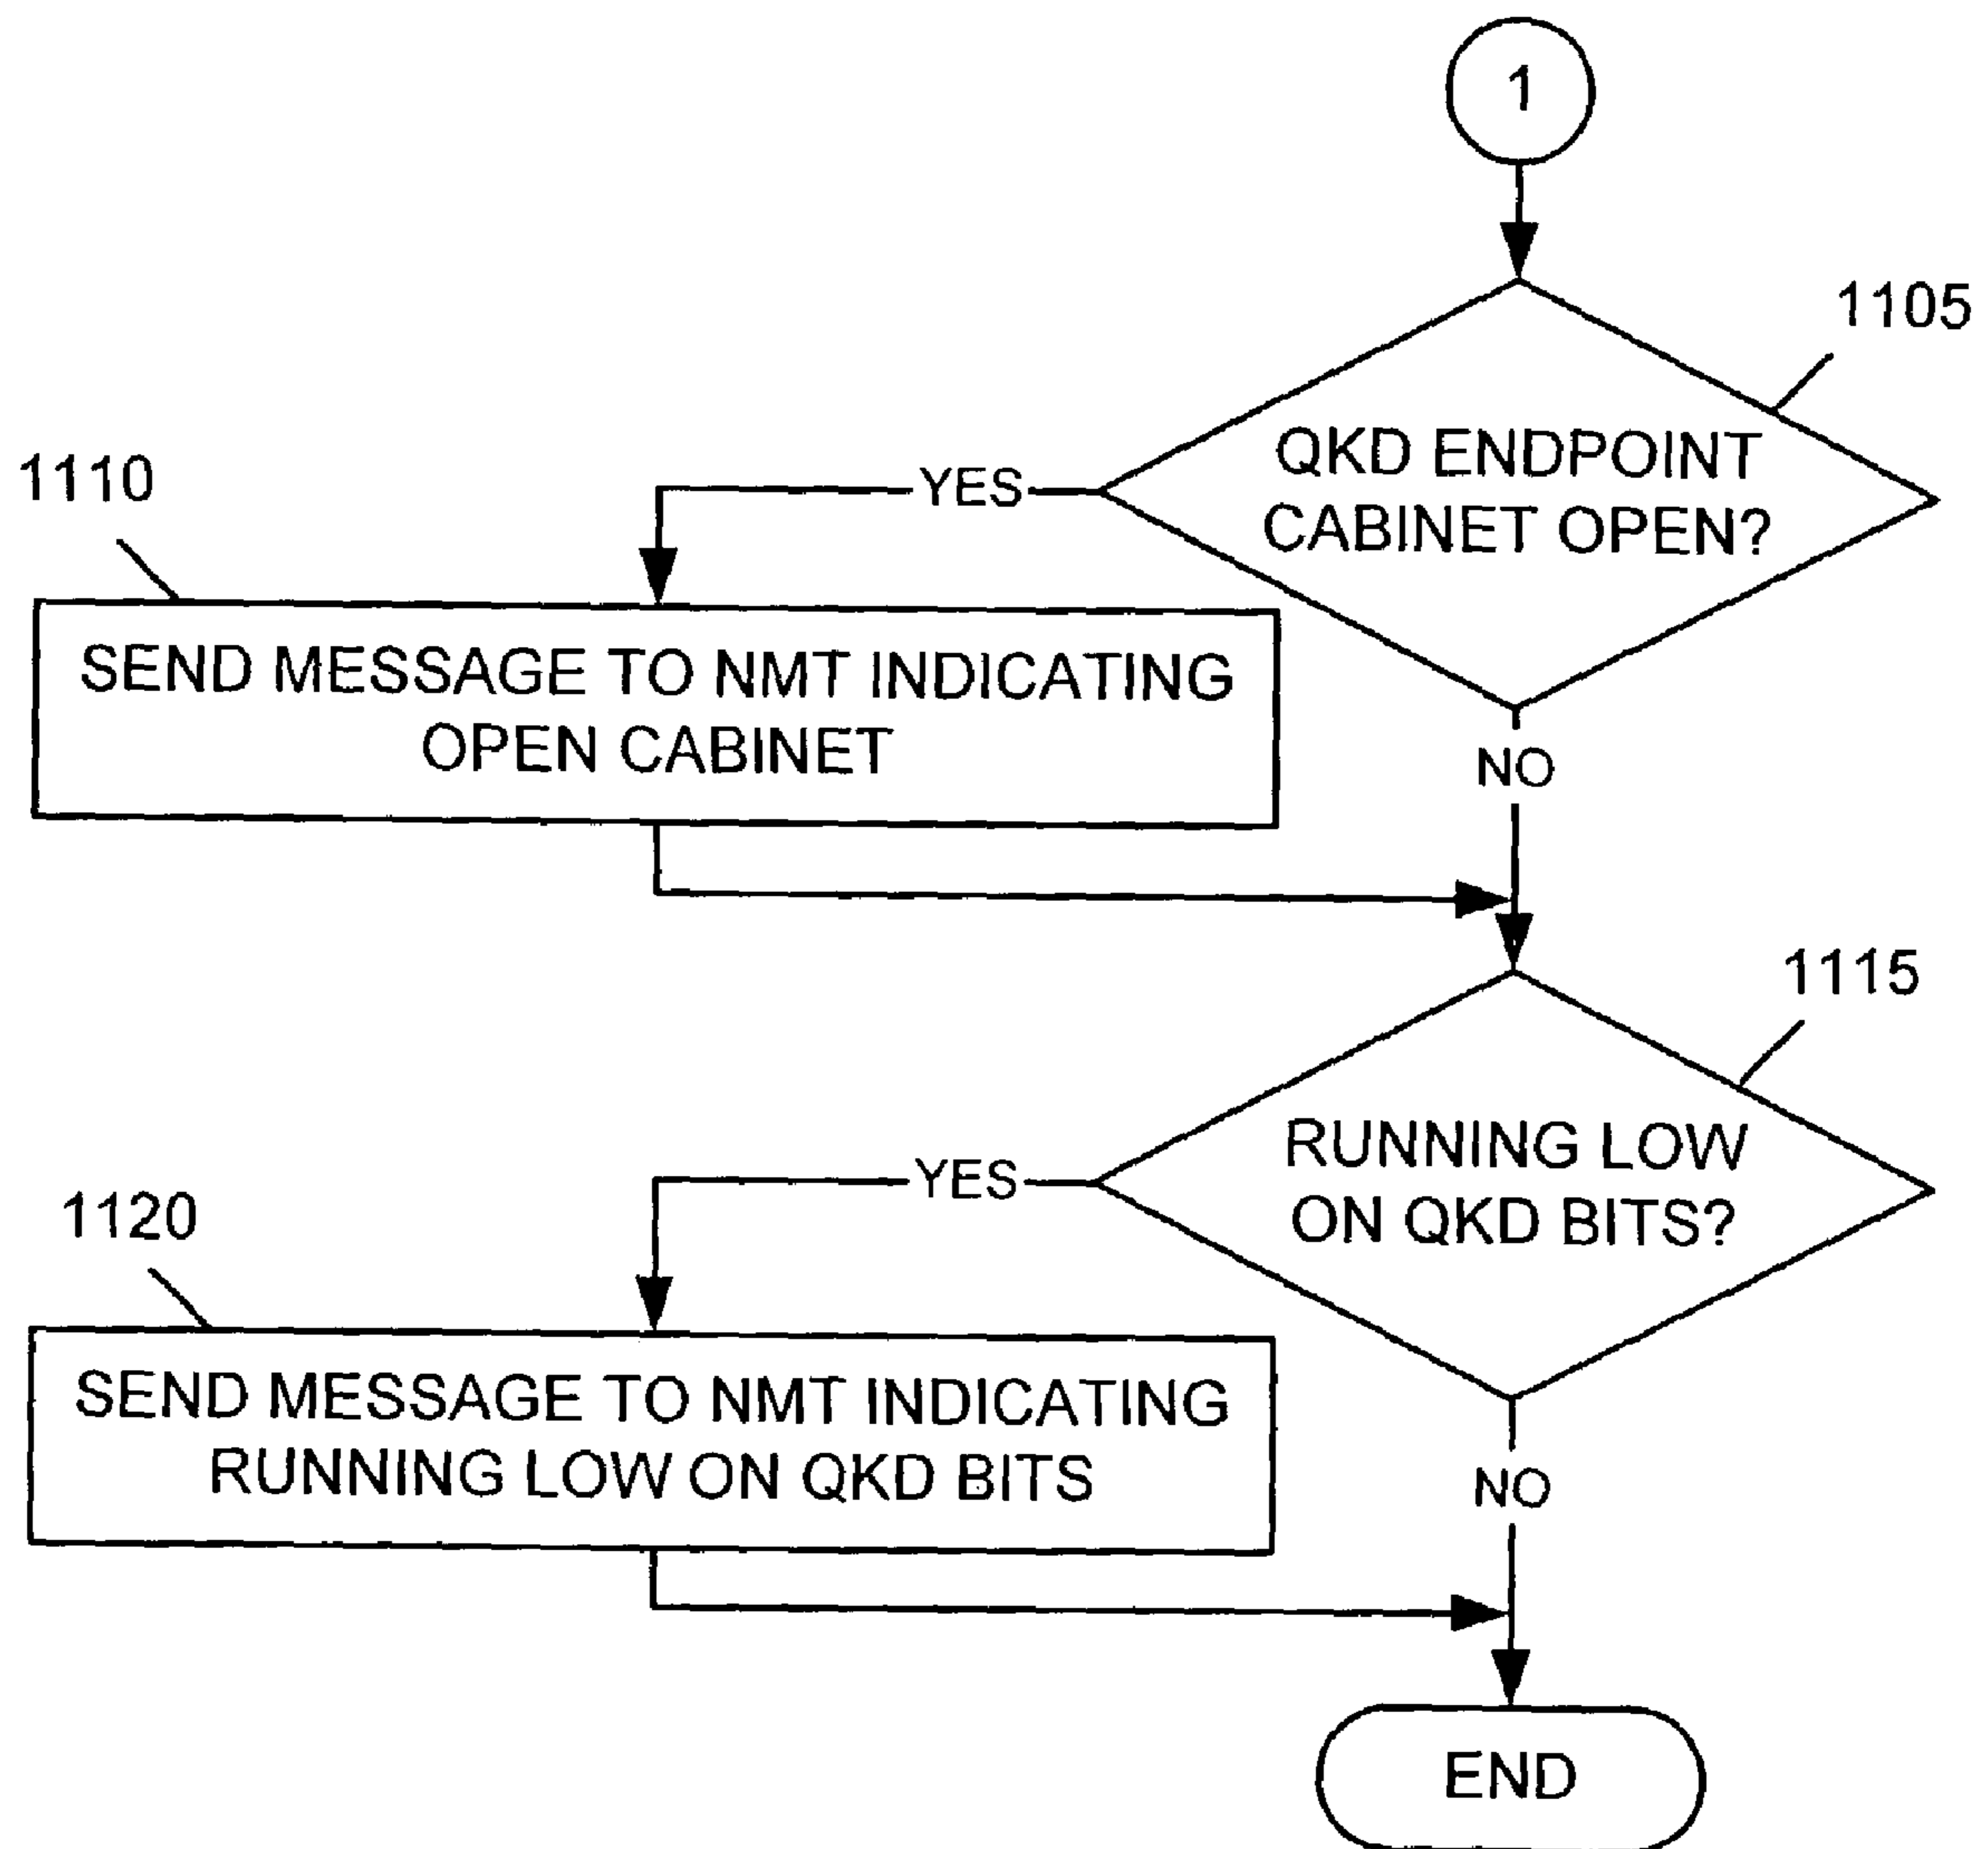 1
1105
QKD ENDPOINT
CABINET OPEN?
YES
1110
SEND MESSAGE TO NMT INDICATING
OPEN CABINET
NO
1115
RUNNING LOW
ON QKD BITS?
YES
1120
SEND MESSAGE TO NMT INDICATING
RUNNING LOW ON QKD BITS
NO
END